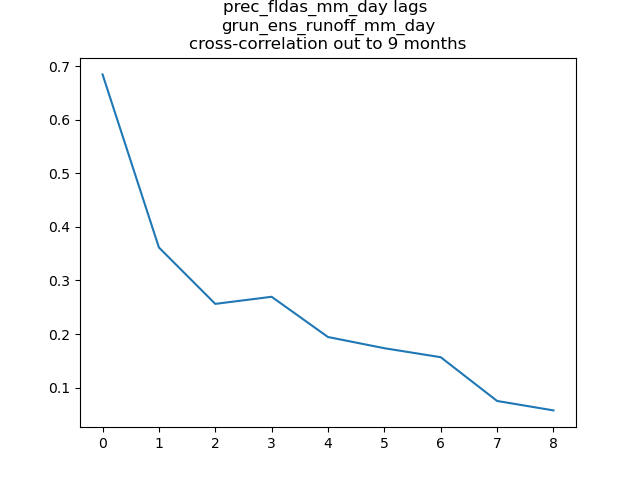 prec_fldas_mm_day lags
grun_ens_runoff_mm_day
cross-correlation out to 9 months
0.7
0.6
0.5
0.4
0.3
0.2
0.1
0 1 2 3 4 5 6 7 8